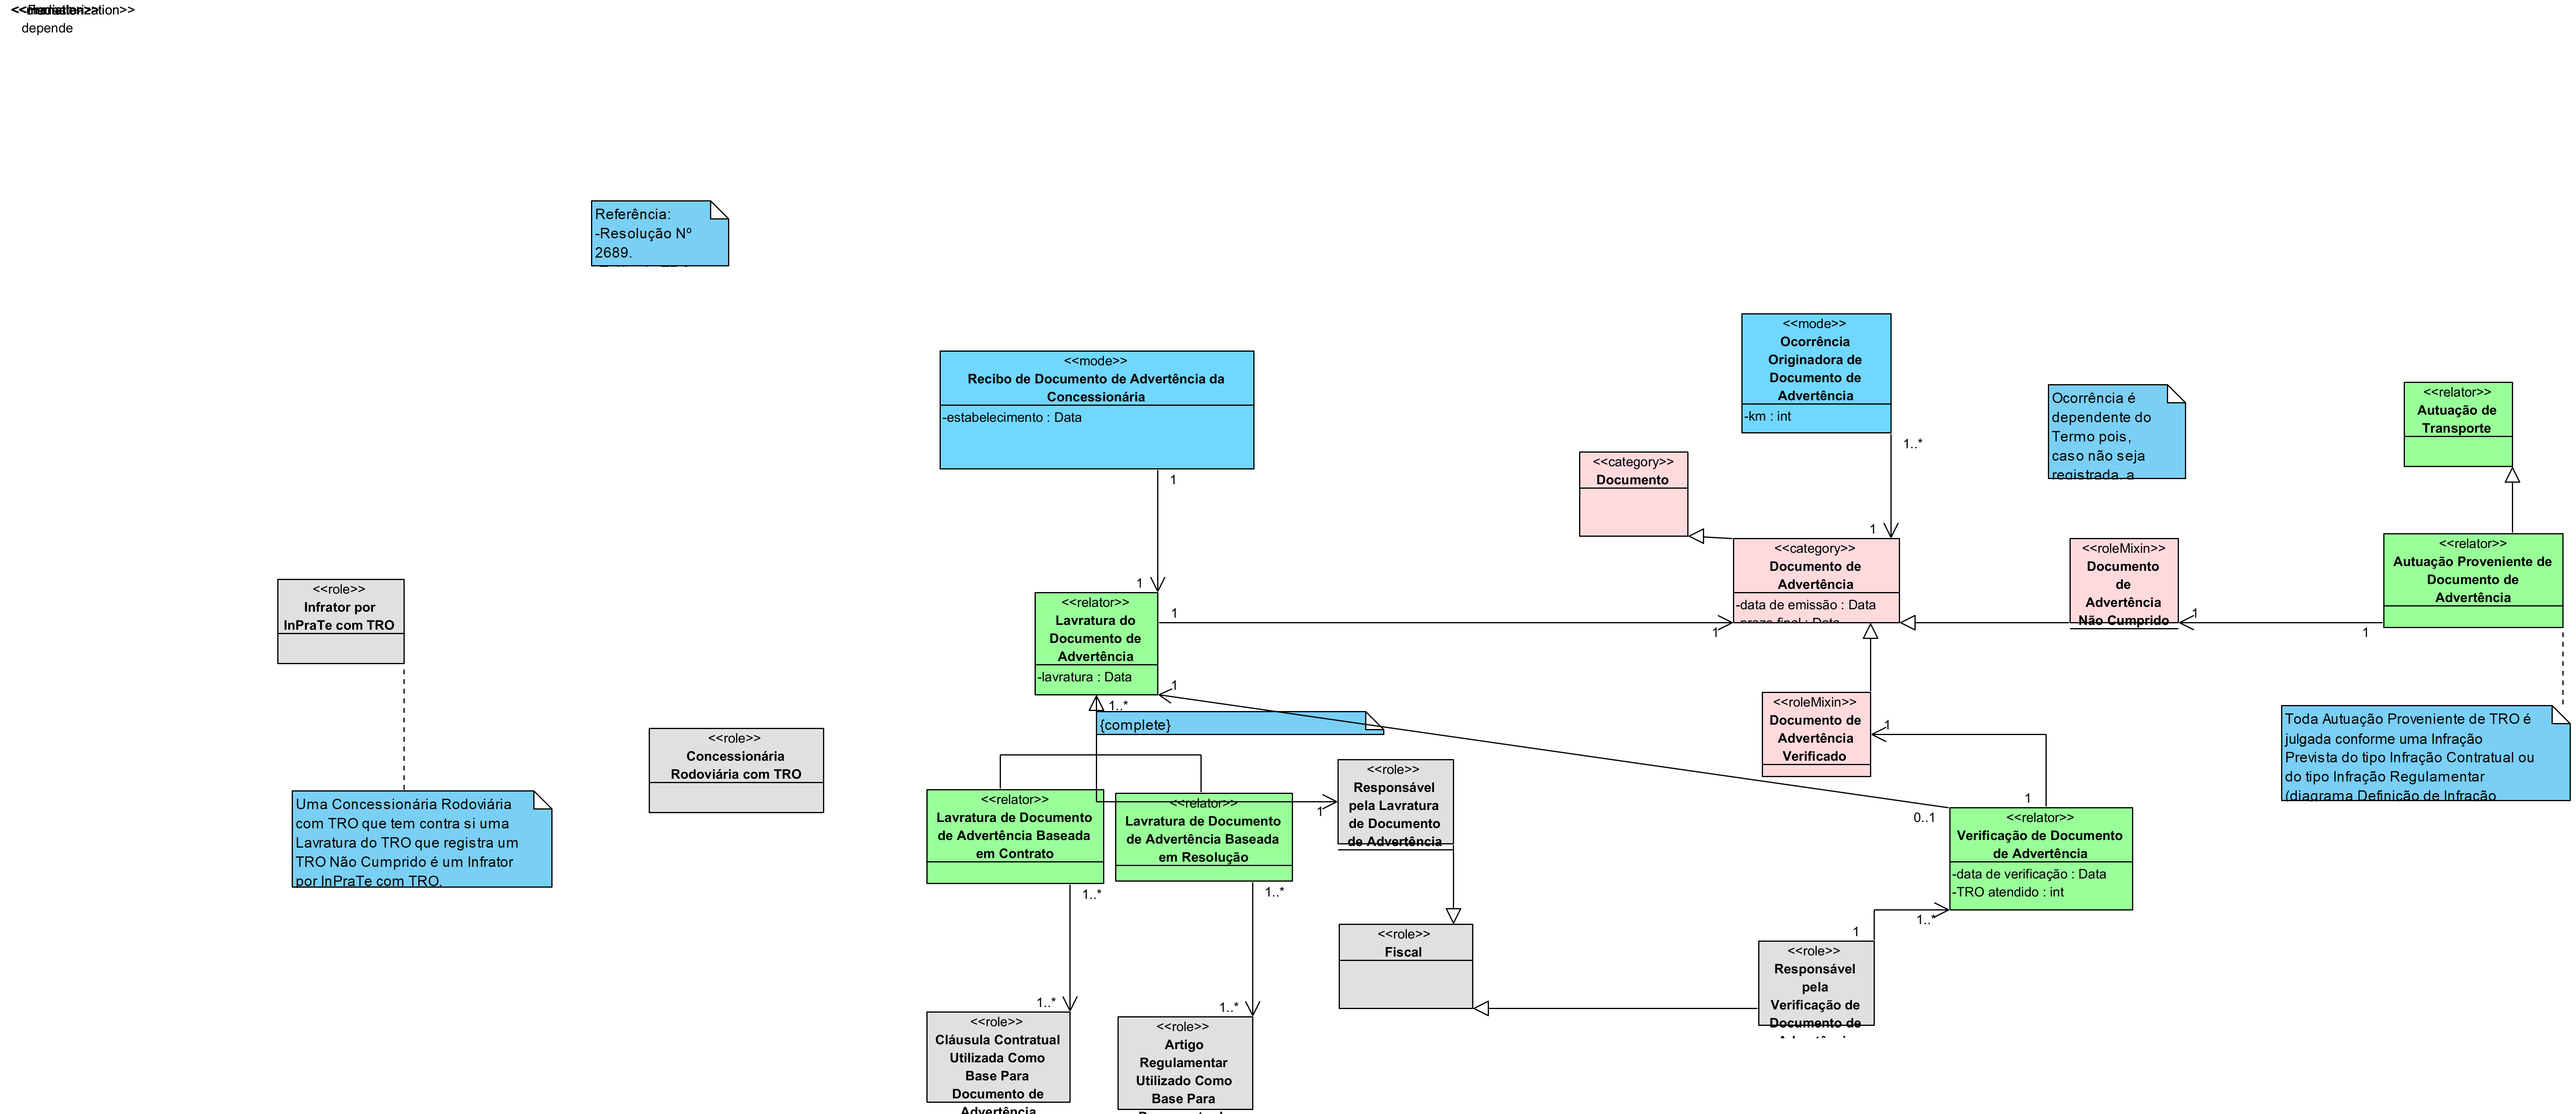 depende
Referência:
-Resolução Nº
2689.
<<mode>>
Ocorrência
Originadora de
Documento de
Advertência
-km : int
<<mode>>
Recibo de Documento de Advertência da
Concessionária
-estabelecimento : Data
1
1
1..*
1
<<category>>
Documento
Ocorrência é
dependente do
Termo pois,
caso não seja
registrada, a
<<relator>>
Autuação de
Transporte
<<category>>
Documento de
Advertência
-data de emissão : Data
-prazo final : Data
<<roleMixin>>
Documento
de
Advertência
Não Cumprido
<<relator>>
Autuação Proveniente de
Documento de
Advertência
1
1
<<role>>
Infrator por
InPraTe com TRO
<<relator>>
Lavratura do
Documento de
Advertência
-lavratura : Data
1
1
1
1..*
{complete}
<<roleMixin>>
Documento de
Advertência
Verificado
1
1
Toda Autuação Proveniente de TRO é
julgada conforme uma Infração
Prevista do tipo Infração Contratual ou
do tipo Infração Regulamentar
(diagrama Definição de Infração
<<role>>
Concessionária
Rodoviária com TRO
Uma Concessionária Rodoviária
com TRO que tem contra si uma
Lavratura do TRO que registra um
TRO Não Cumprido é um Infrator
por InPraTe com TRO.
<<relator>>
Lavratura de Documento
de Advertência Baseada
em Contrato
<<relator>>
Lavratura de Documento
de Advertência Baseada
em Resolução
<<role>>
Responsável
pela Lavratura
de Documento
de Advertência
1
0..1
<<relator>>
Verificação de Documento
de Advertência
-data de verificação : Data
-TRO atendido : int
1..*
1..*
1..*
1
<<role>>
Fiscal
<<role>>
Responsável
pela
Verificação de
Documento de
1..*
1..*
<<role>>
Cláusula Contratual
Utilizada Como
Base Para
Documento de
Advertência
<<role>>
Artigo
Regulamentar
Utilizado Como
Base Para